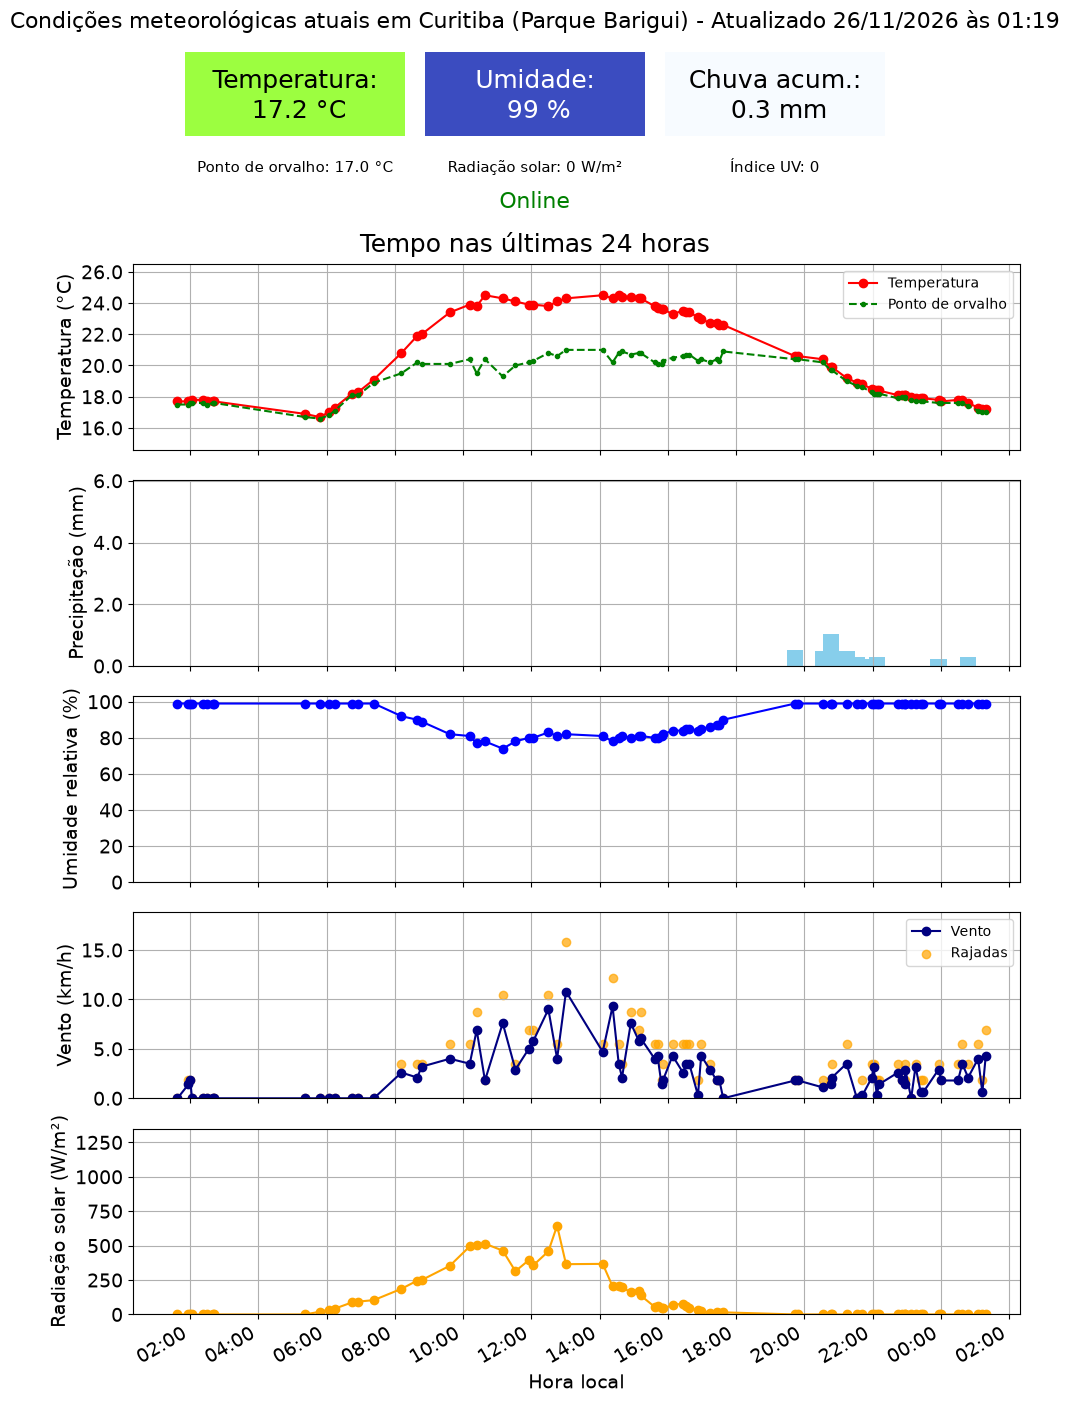 Condições meteorológicas atuais em Curitiba (Parque Barigui) - Atualizado 26/11/2026 às 01:19
Temperatura:
17.2 °C
Umidade:
99 %
Chuva acum.:
0.3 mm
Ponto de orvalho: 17.0 °C
Radiação solar: 0 W/m²
Índice UV: 0
Online
Tempo nas últimas 24 horas
Temperatura (°C)
26.0
24.0
22.0
20.0
18.0
16.0
Temperatura
Ponto de orvalho
Precipitação (mm)
6.0
4.0
2.0
0.0
Umidade relativa (%)
100
80
60
40
20
0
Vento (km/h)
15.0
10.0
5.0
0.0
Vento
Rajadas
Radiação solar (W/m²)
1250
1000
750
500
250
0
02:00
04:00
06:00
08:00
10:00
12:00
14:00
16:00
18:00
20:00
22:00
00:00
02:00
Hora local